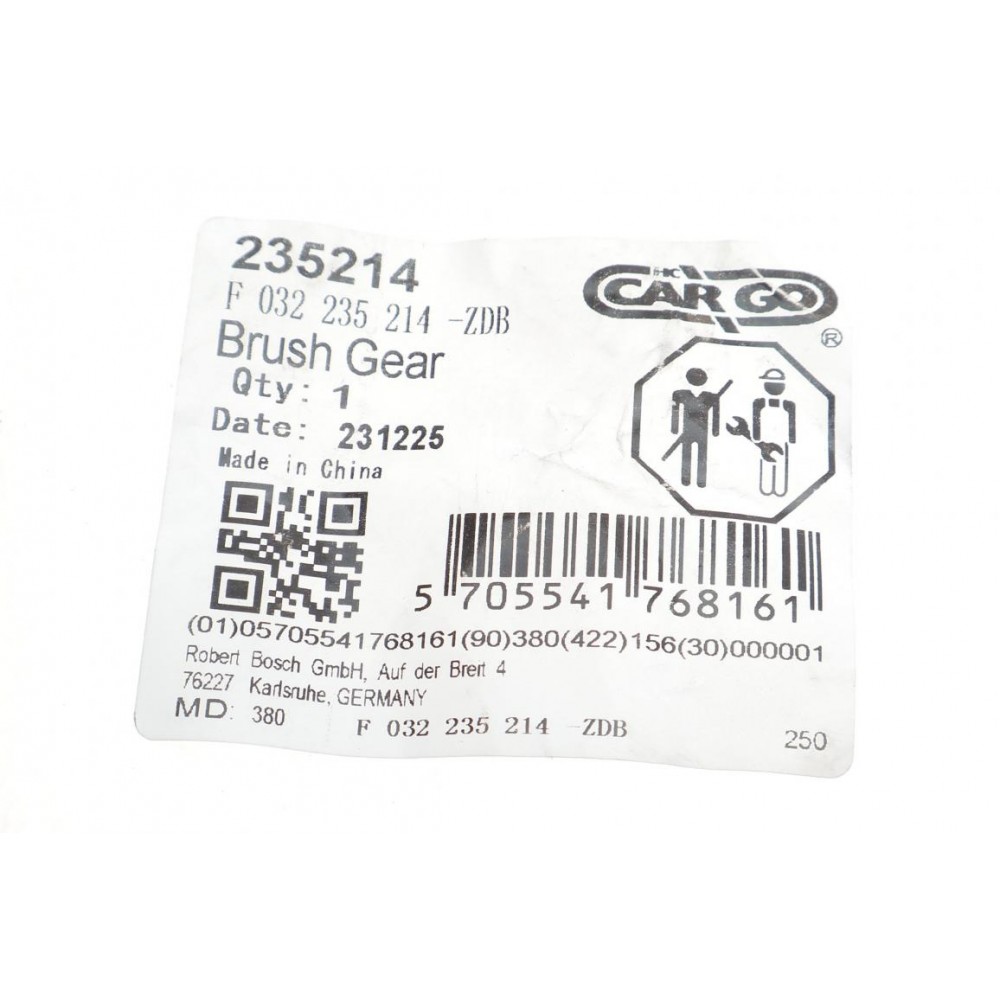 235214
F 032 235 214 -ZDB
Brush Gear
Qty: 1
Date: 231225
Made in China
HC
CARGO
®
5 705541 768161
(01)05705541768161(90)380(422)156(30)000001
Robert Bosch GmbH, Auf der Breit 4
76227 Karlsruhe, GERMANY
MD: 380
F 032 235 214 -ZDB
250